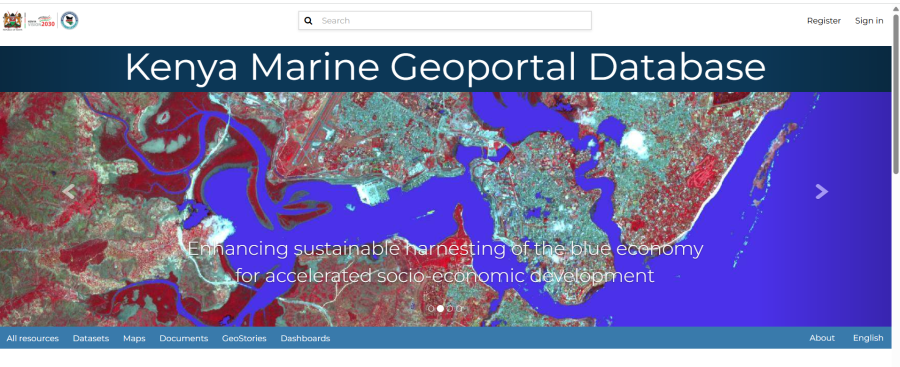 2030
Search
Register
Sign in
Kenya Marine Geoportal Database
Enhancing sustainable harnesting of the blue economy
for accelerated socio-economic development
All resources Datasets Maps Documents GeoStories Dashboards
About English